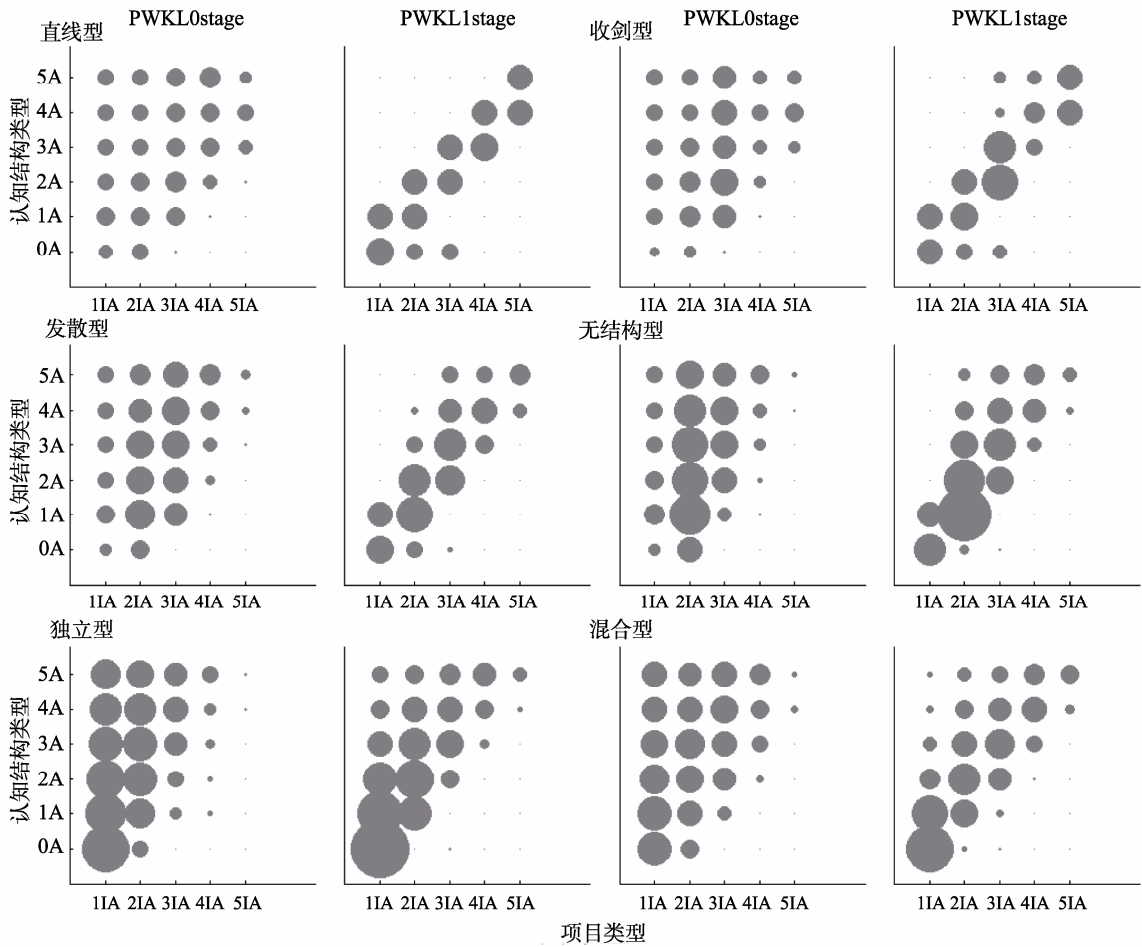 PWKL0stage PWKL1stage PWKL0stage PWKL1stage
直线型 收剑型
5A
4A
3A
2A
1A
0A
认知结构类型
1IA 2IA 3IA 4IA 5IA 1IA 2IA 3IA 4IA 5IA 1IA 2IA 3IA 4IA 5IA 1IA 2IA 3IA 4IA 5IA
发散型 无结构型
5A
4A
3A
2A
1A
0A
认知结构类型
1IA 2IA 3IA 4IA 5IA 1IA 2IA 3IA 4IA 5IA 1IA 2IA 3IA 4IA 5IA 1IA 2IA 3IA 4IA 5IA
独立型 混合型
5A
4A
3A
2A
1A
0A
认知结构类型
1IA 2IA 3IA 4IA 5IA 1IA 2IA 3IA 4IA 5IA 1IA 2IA 3IA 4IA 5IA 1IA 2IA 3IA 4IA 5IA
项目类型